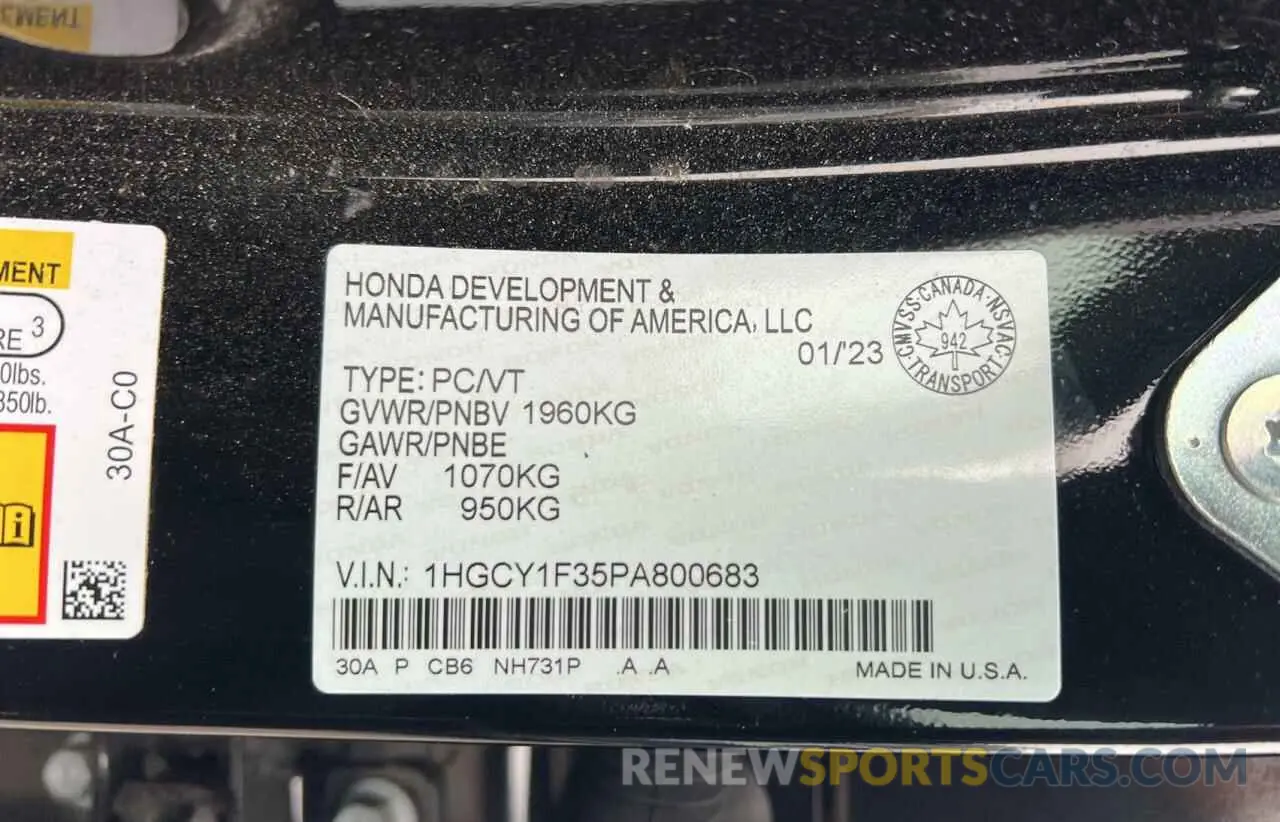 MENT
RE 3
0lbs.
350lb.
30A-C0
HONDA DEVELOPMENT &
MANUFACTURING OF AMERICA, LLC
01/'23
CMVSS·CANADA·NSVAC·TRANSPORT
942
TYPE: PC/VT
GVWR/PNBV 1960KG
GAWR/PNBE
F/AV 1070KG
R/AR 950KG
V.I.N.: 1HGCY1F35PA800683
30A P CB6 NH731P .A .A MADE IN U.S.A.
RENEWSPORTSCARS.COM